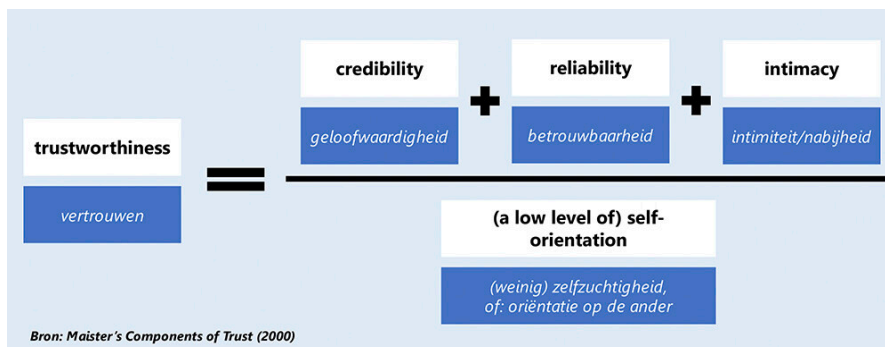 trustworthiness
vertrouwen
=
credibility
geloofwaardigheid
+
reliability
betrouwbaarheid
+
intimacy
intimiteit/nabijheid
(a low level of) self-
orientation
(weinig) zelfzuchtigheid,
of: oriëntatie op de ander
Bron: Maister's Components of Trust (2000)